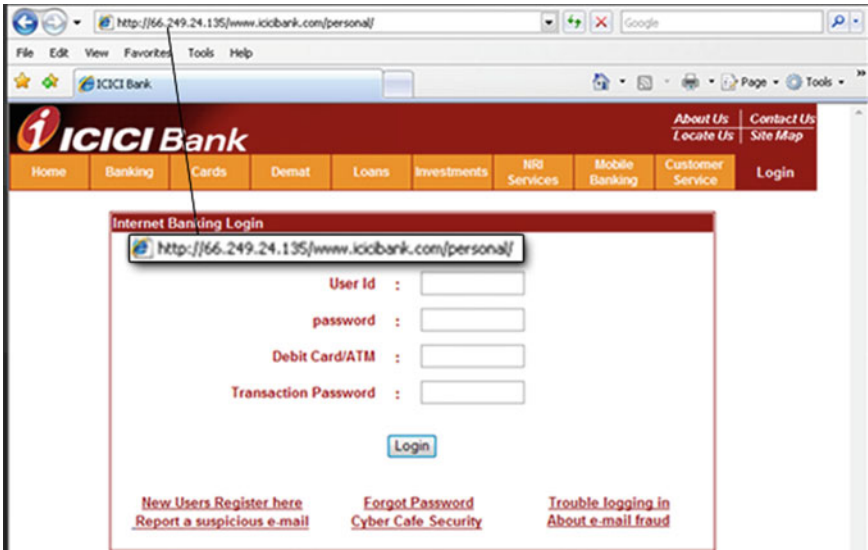 http://66.249.24.135/www.icicibank.com/personal/
Google
File Edit View Favorites Tools Help
ICICI Bank
Page Tools
i ICICI Bank
About Us Contact Us
Locate Us Site Map
Home Banking Cards Demat Loans Investments NRI Services Mobile Banking Customer Service Login
Internet Banking Login
http://66.249.24.135/www.icicibank.com/personal/
User Id :
password :
Debit Card/ATM :
Transaction Password :
Login
New Users Register here Forgot Password Trouble logging in
Report a suspicious e-mail Cyber Cafe Security About e-mail fraud